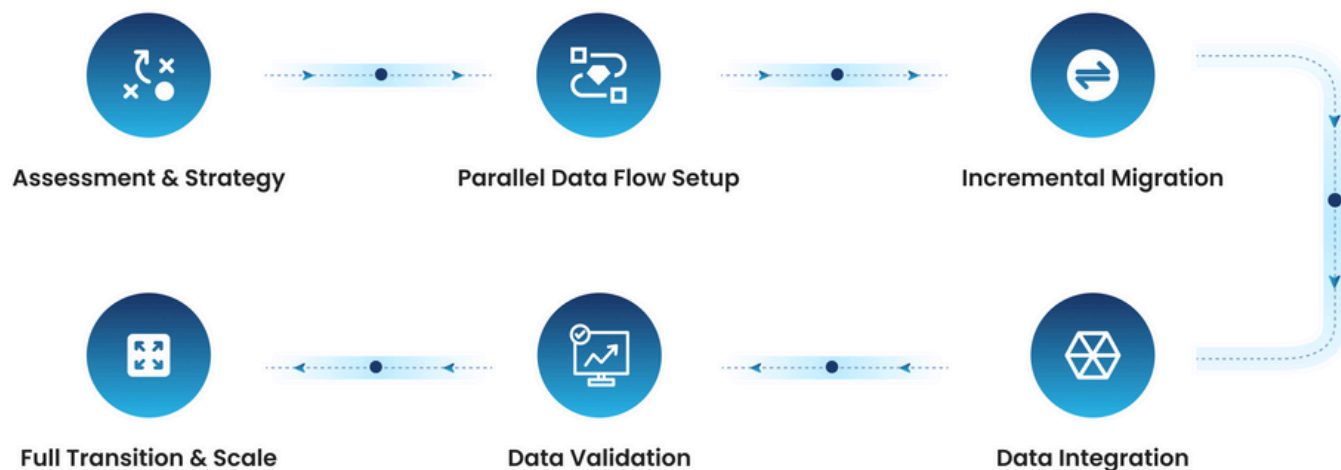 Assessment & Strategy
Parallel Data Flow Setup
Incremental Migration
Full Transition & Scale
Data Validation
Data Integration